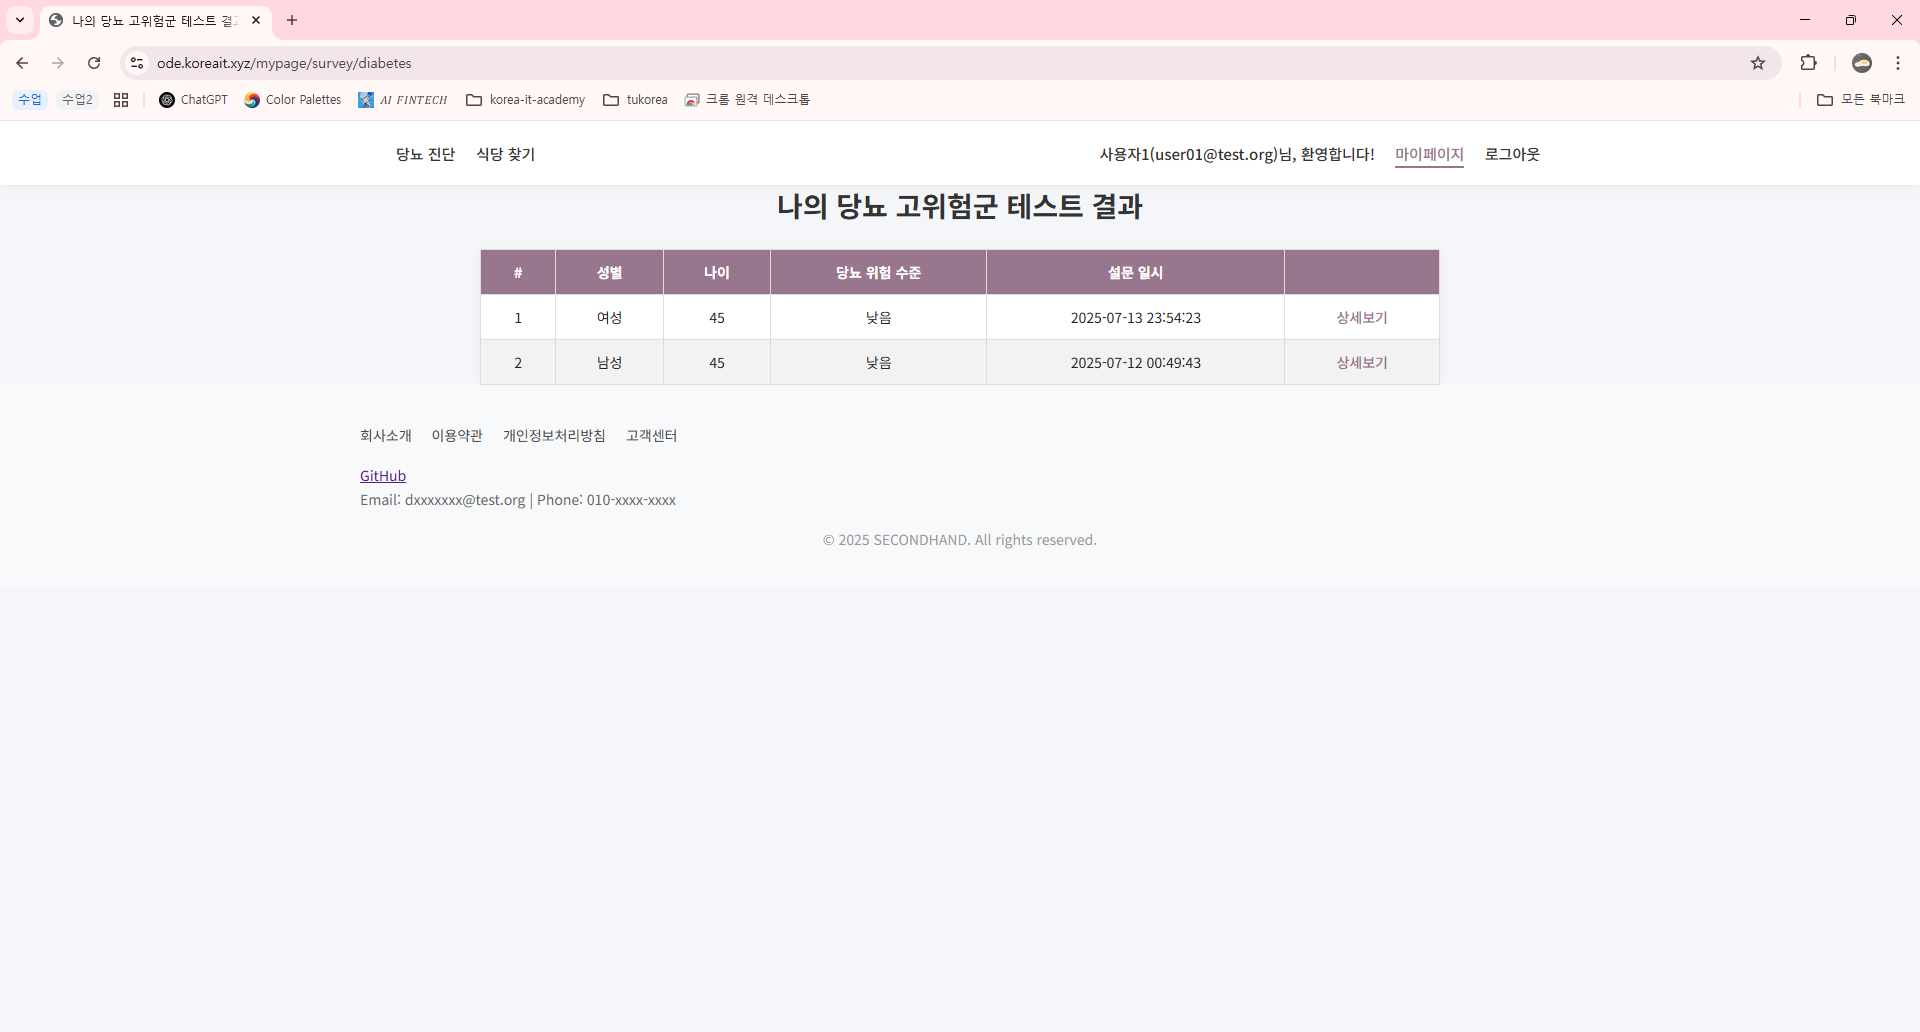 나의 당뇨 고위험군 테스트 결
ode.koreait.xyz/mypage/survey/diabetes
수업 수업2 ChatGPT Color Palettes AI FINTECH korea-it-academy tukorea 크롬 원격 데스크톱 모든 북마크
당뇨 진단 식당 찾기 사용자1(user01@test.org)님, 환영합니다! 마이페이지 로그아웃
나의 당뇨 고위험군 테스트 결과
# 성별 나이 당뇨 위험 수준 설문 일시
1 여성 45 낮음 2025-07-13 23:54:23 상세보기
2 남성 45 낮음 2025-07-12 00:49:43 상세보기
회사소개 이용약관 개인정보처리방침 고객센터
GitHub
Email: dxxxxxxx@test.org | Phone: 010-xxxx-xxxx
© 2025 SECONDHAND. All rights reserved.